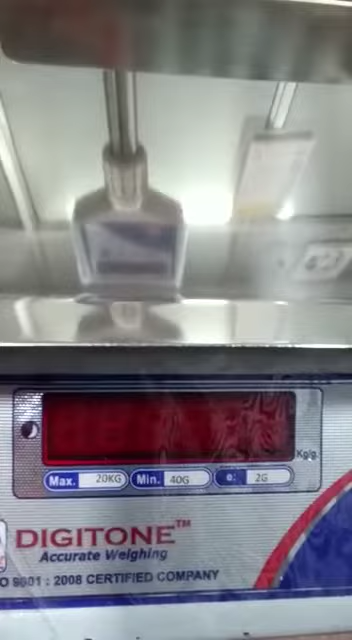 Kg/g
Max. 20KG Min. 40G e: 2G
DIGITONE™
Accurate Weighing
O 9001 : 2008 CERTIFIED COMPANY